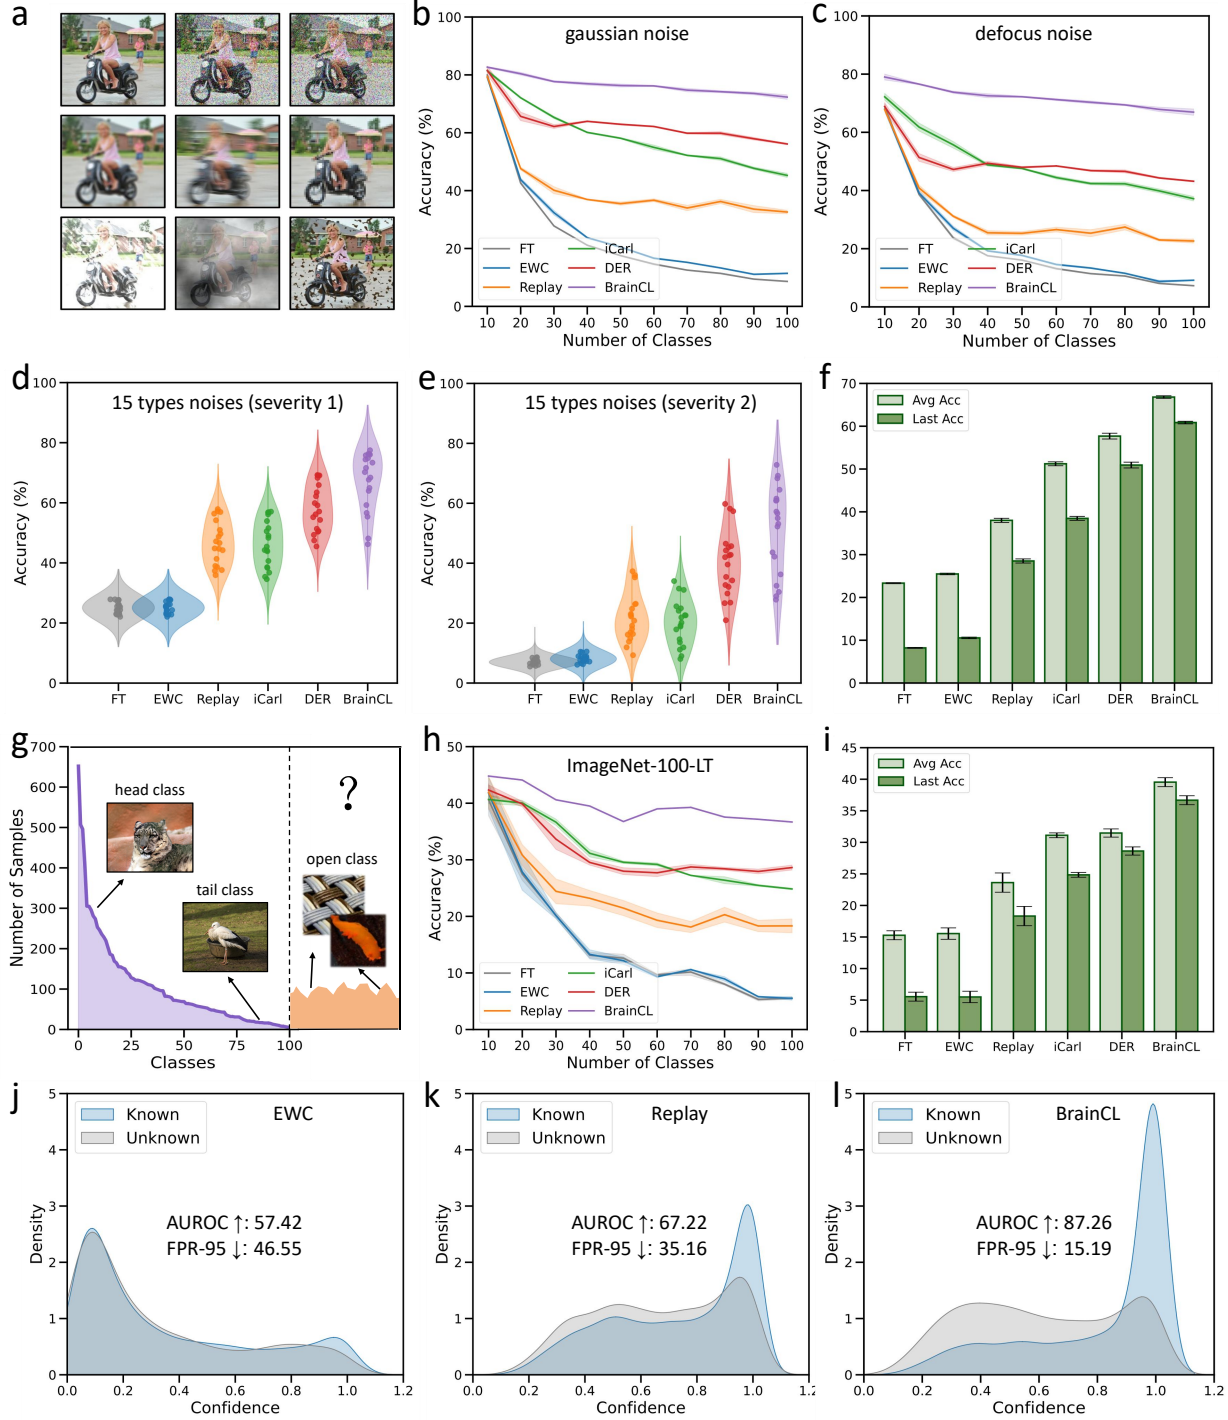 a
b
gaussian noise
Accuracy (%)
100
80
60
40
20
0
FT
EWC
Replay
iCarl
DER
BrainCL
10 20 30 40 50 60 70 80 90 100
Number of Classes
c
defocus noise
Accuracy (%)
100
80
60
40
20
0
FT
EWC
Replay
iCarl
DER
BrainCL
10 20 30 40 50 60 70 80 90 100
Number of Classes
d
15 types noises (severity 1)
Accuracy (%)
100
80
60
40
20
0
FT EWC Replay iCarl DER BrainCL
e
15 types noises (severity 2)
Accuracy (%)
100
80
60
40
20
0
FT EWC Replay iCarl DER BrainCL
f
Avg Acc
Last Acc
70
60
50
40
30
20
10
0
FT EWC Replay iCarl DER BrainCL
g
Number of Samples
700
600
500
400
300
200
100
0
head class
tail class
open class
?
0 25 50 75 100
Classes
h
ImageNet-100-LT
Accuracy (%)
50
40
30
20
10
0
FT
EWC
Replay
iCarl
DER
BrainCL
10 20 30 40 50 60 70 80 90 100
Number of Classes
i
Avg Acc
Last Acc
45
40
35
30
25
20
15
10
5
0
FT EWC Replay iCarl DER BrainCL
j
Known
Unknown
EWC
AUROC ↑: 57.42
FPR-95 ↓: 46.55
Density
5
4
3
2
1
0
0.0 0.2 0.4 0.6 0.8 1.0 1.2
Confidence
k
Known
Unknown
Replay
AUROC ↑: 67.22
FPR-95 ↓: 35.16
Density
5
4
3
2
1
0
0.0 0.2 0.4 0.6 0.8 1.0 1.2
Confidence
l
Known
Unknown
BrainCL
AUROC ↑: 87.26
FPR-95 ↓: 15.19
Density
5
4
3
2
1
0
0.0 0.2 0.4 0.6 0.8 1.0 1.2
Confidence